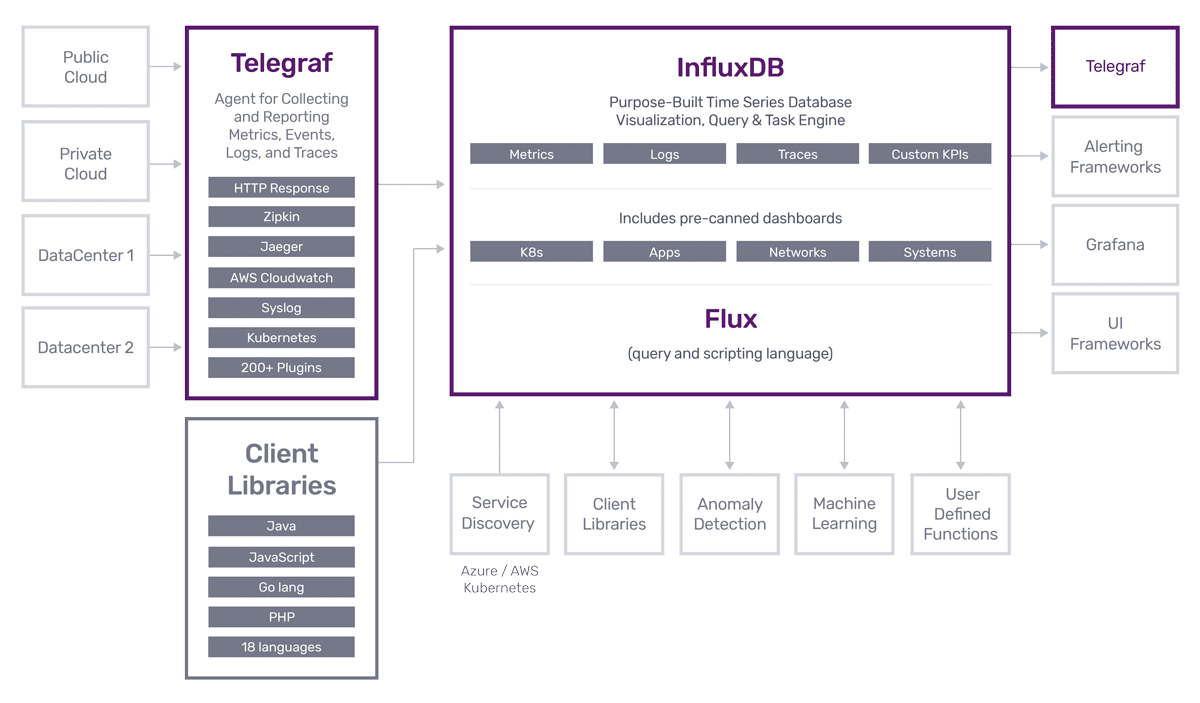 Public
Cloud
Private
Cloud
DataCenter 1
Datacenter 2
Telegraf
Agent for Collecting
and Reporting
Metrics, Events,
Logs, and Traces
HTTP Response
Zipkin
Jaeger
AWS Cloudwatch
Syslog
Kubernetes
200+ Plugins
Client
Libraries
Java
JavaScript
Go lang
PHP
18 languages
InfluxDB
Purpose-Built Time Series Database
Visualization, Query & Task Engine
Metrics
Logs
Traces
Custom KPIs
Includes pre-canned dashboards
K8s
Apps
Networks
Systems
Flux
(query and scripting language)
Service
Discovery
Azure / AWS
Kubernetes
Client
Libraries
Anomaly
Detection
Machine
Learning
User
Defined
Functions
Telegraf
Alerting
Frameworks
Grafana
UI
Frameworks